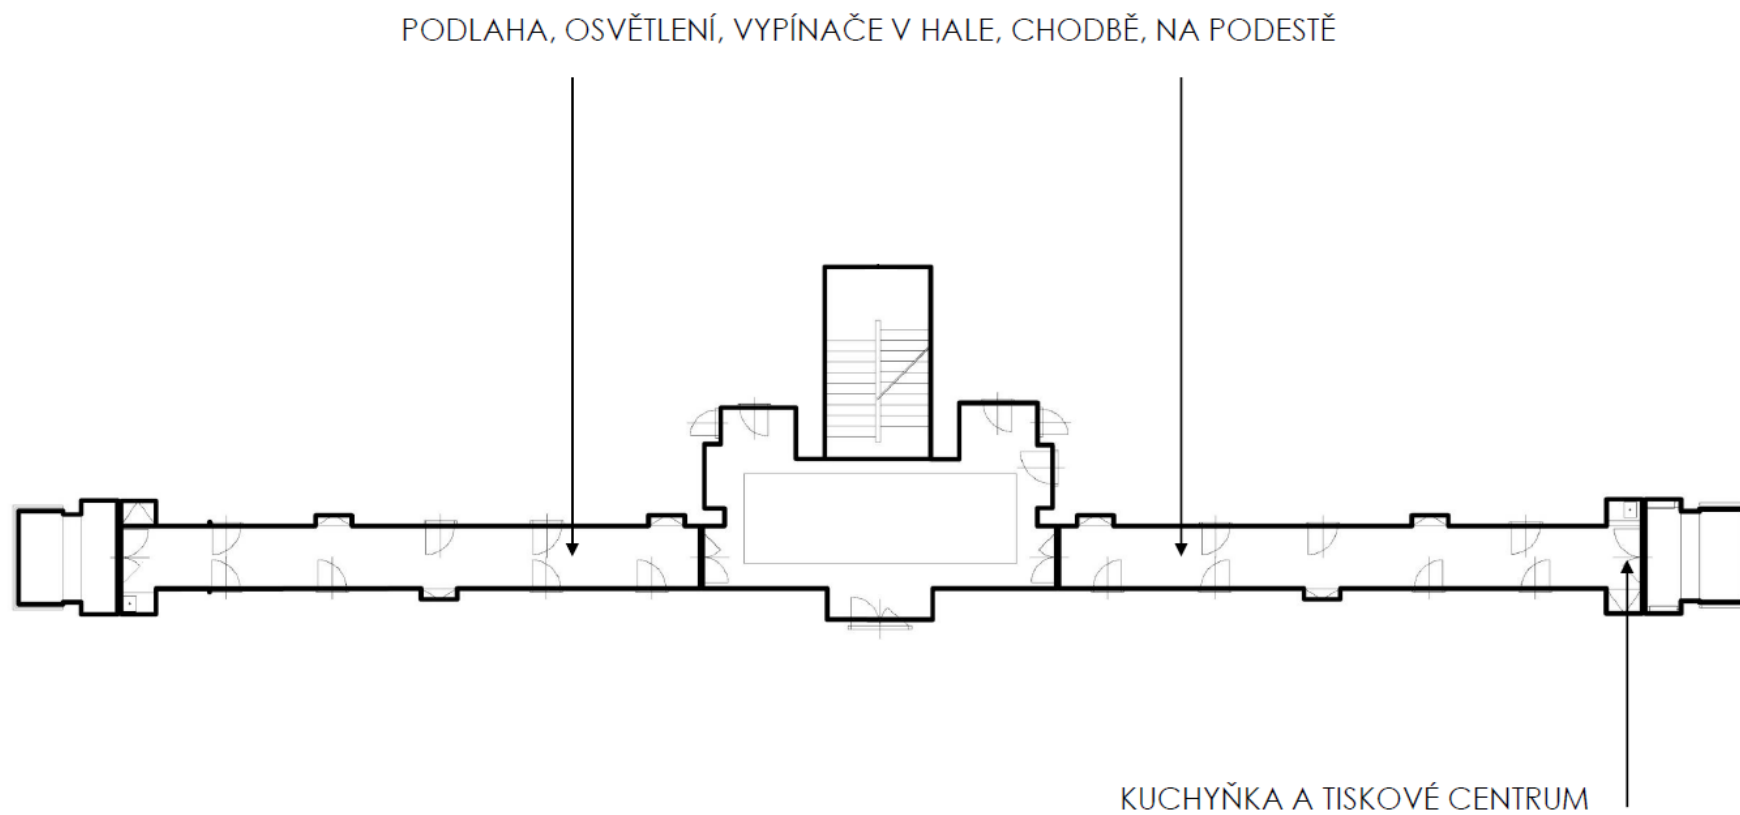 PODLAHA, OSVĚTLENÍ, VYPÍNAČE V HALE, CHODBĚ, NA PODESTĚ
KUCHYŇKA A TISKOVÉ CENTRUM